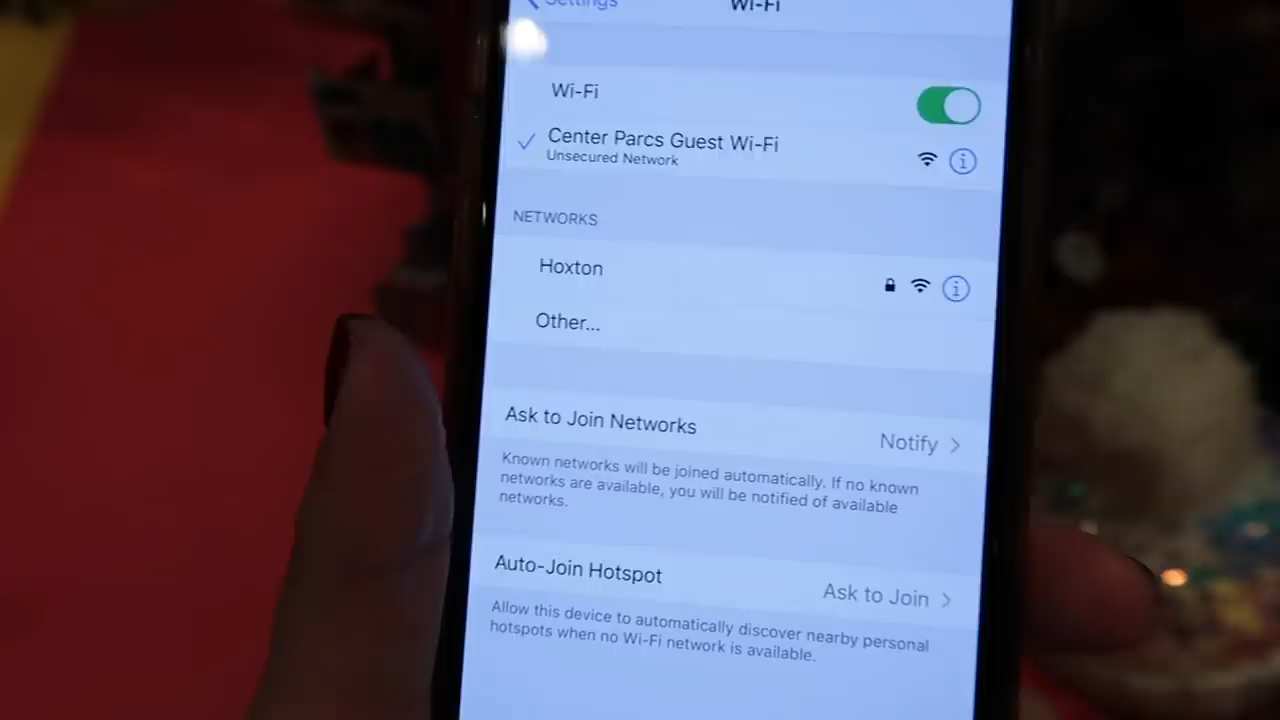 Settings
Wi-Fi
Wi-Fi
Center Parcs Guest Wi-Fi
Unsecured Network
NETWORKS
Hoxton
Other...
Ask to Join Networks
Notify
Known networks will be joined automatically. If no known
networks are available, you will be notified of available
networks.
Auto-Join Hotspot
Ask to Join
Allow this device to automatically discover nearby personal
hotspots when no Wi-Fi network is available.